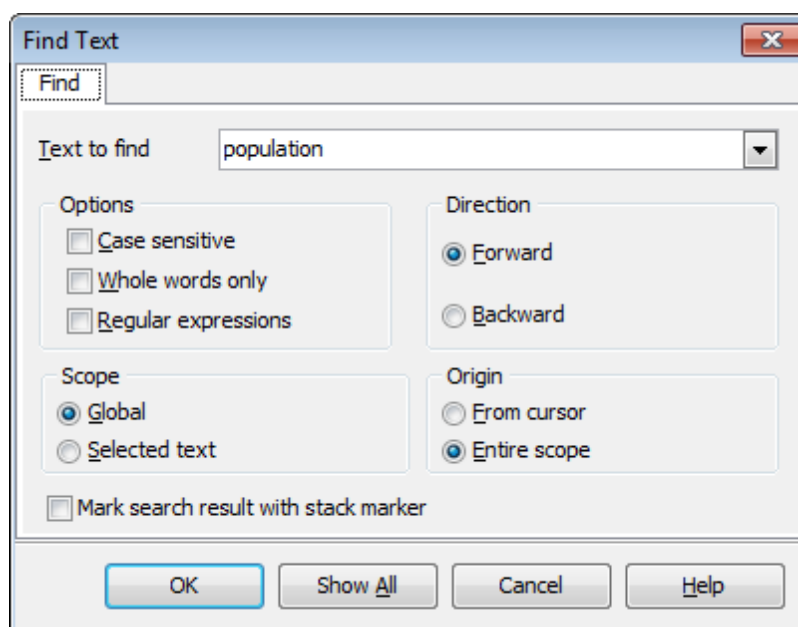 Find Text
Find
Text to find population
Options
Case sensitive
Whole words only
Regular expressions
Direction
Forward
Backward
Scope
Global
Selected text
Origin
From cursor
Entire scope
Mark search result with stack marker
OK Show All Cancel Help